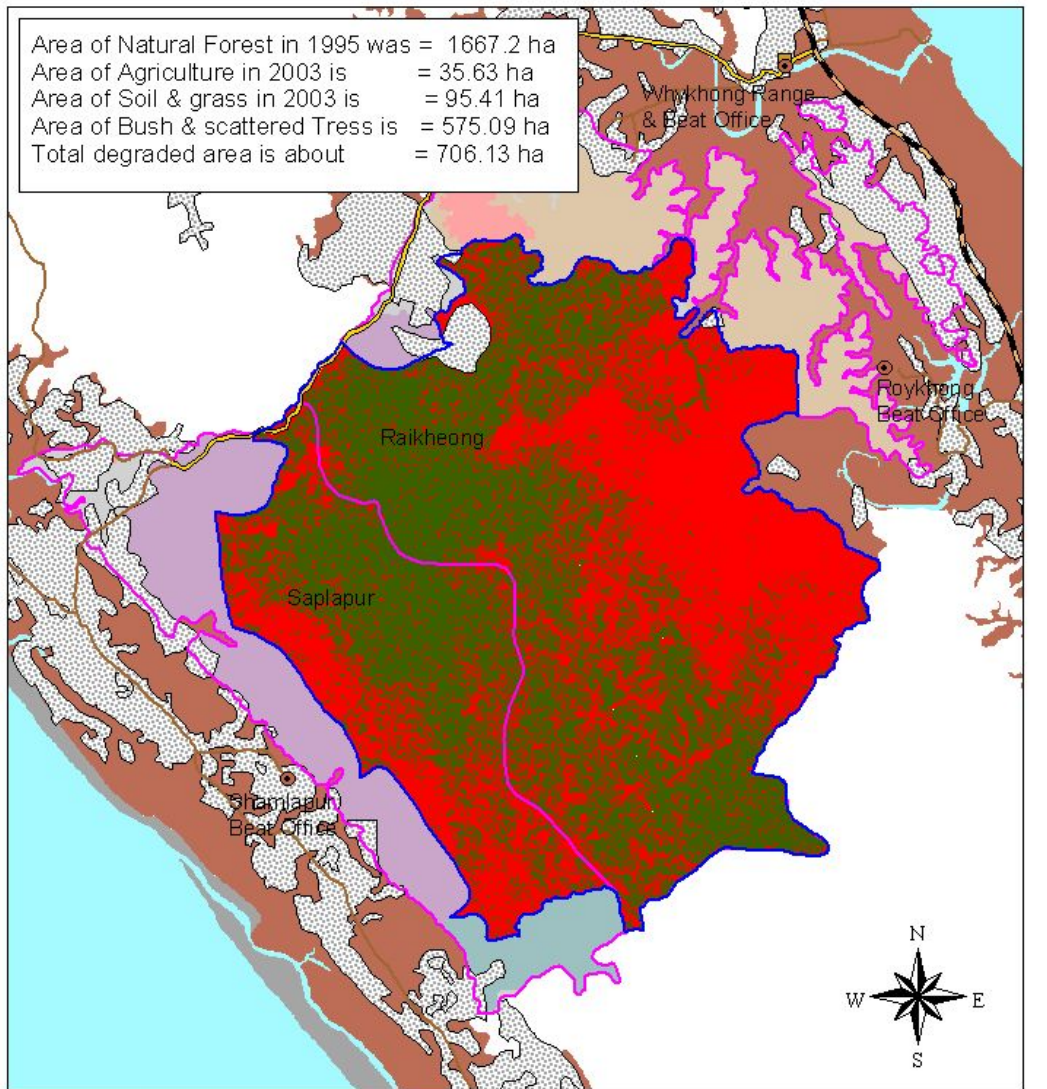 Area of Natural Forest in 1995 was = 1667.2 ha
Area of Agriculture in 2003 is = 35.63 ha
Area of Soil & grass in 2003 is = 95.41 ha
Area of Bush & scattered Tress is = 575.09 ha
Total degraded area is about = 706.13 ha
Whykhong Range
& Beat Office
Roykhong
Beat Office
Raikheong
Saplapur
Shamlapur
Beat Office
N
W E
S